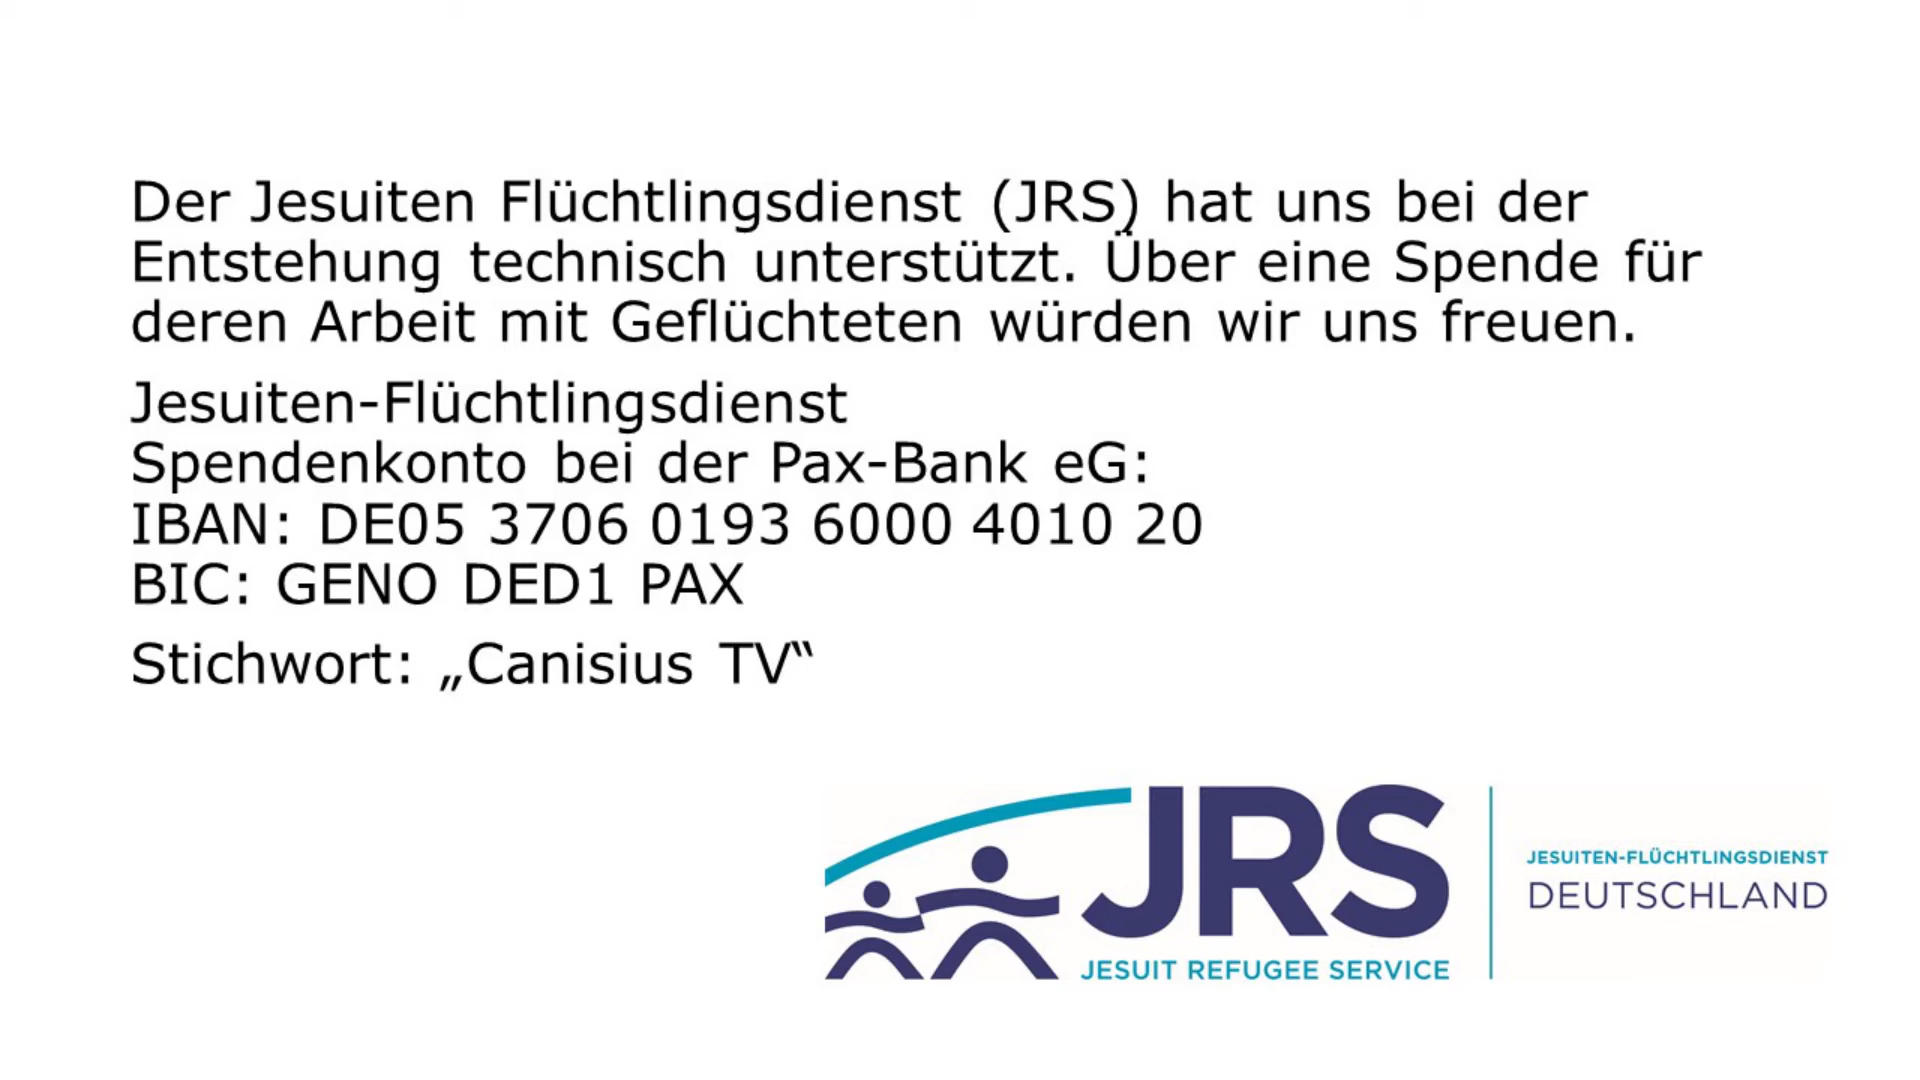 Der Jesuiten Flüchtlingsdienst (JRS) hat uns bei der
Entstehung technisch unterstützt. Über eine Spende für
deren Arbeit mit Geflüchteten würden wir uns freuen.
Jesuiten-Flüchtlingsdienst
Spendenkonto bei der Pax-Bank eG:
IBAN: DE05 3706 0193 6000 4010 20
BIC: GENO DED1 PAX
Stichwort: „Canisius TV‟
JRS
JESUIT REFUGEE SERVICE
JESUITEN-FLÜCHTLINGSDIENST
DEUTSCHLAND